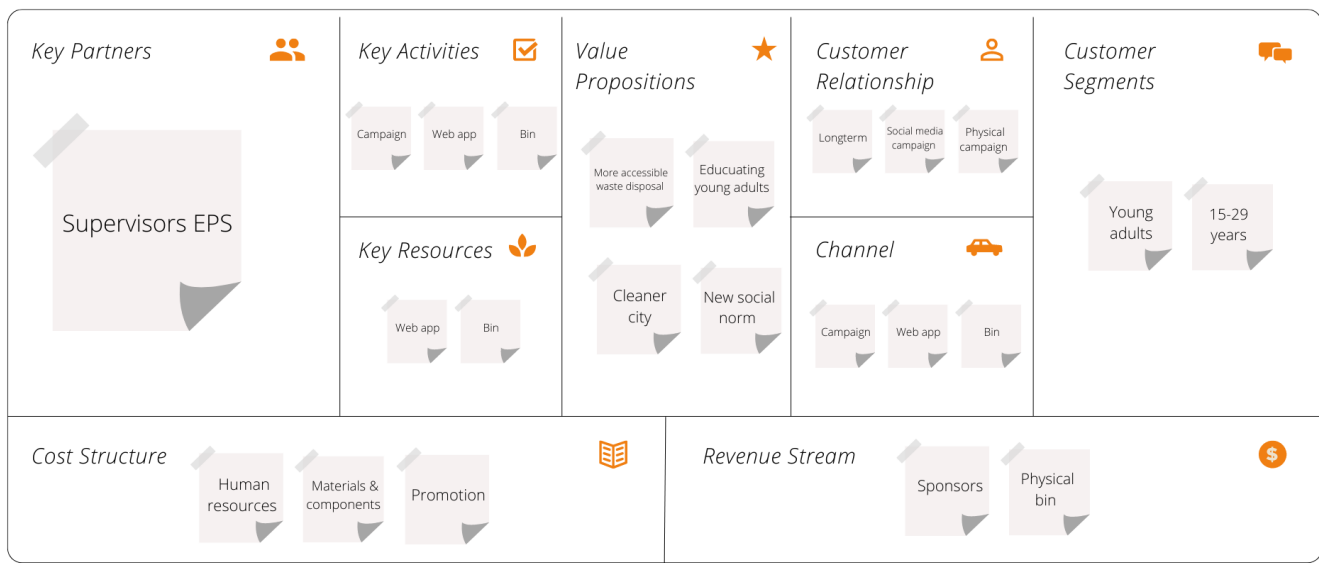 Key Partners
Supervisors EPS
Key Activities
Campaign
Web app
Bin
Key Resources
Web app
Bin
Value
Propositions
More accessible
waste disposal
Educuating
young adults
Cleaner
city
New social
norm
Customer
Relationship
Longterm
Social media
campaign
Physical
campaign
Channel
Campaign
Web app
Bin
Customer
Segments
Young
adults
15-29
years
Cost Structure
Human
resources
Materials &
components
Promotion
Revenue Stream
Sponsors
Physical
bin
$